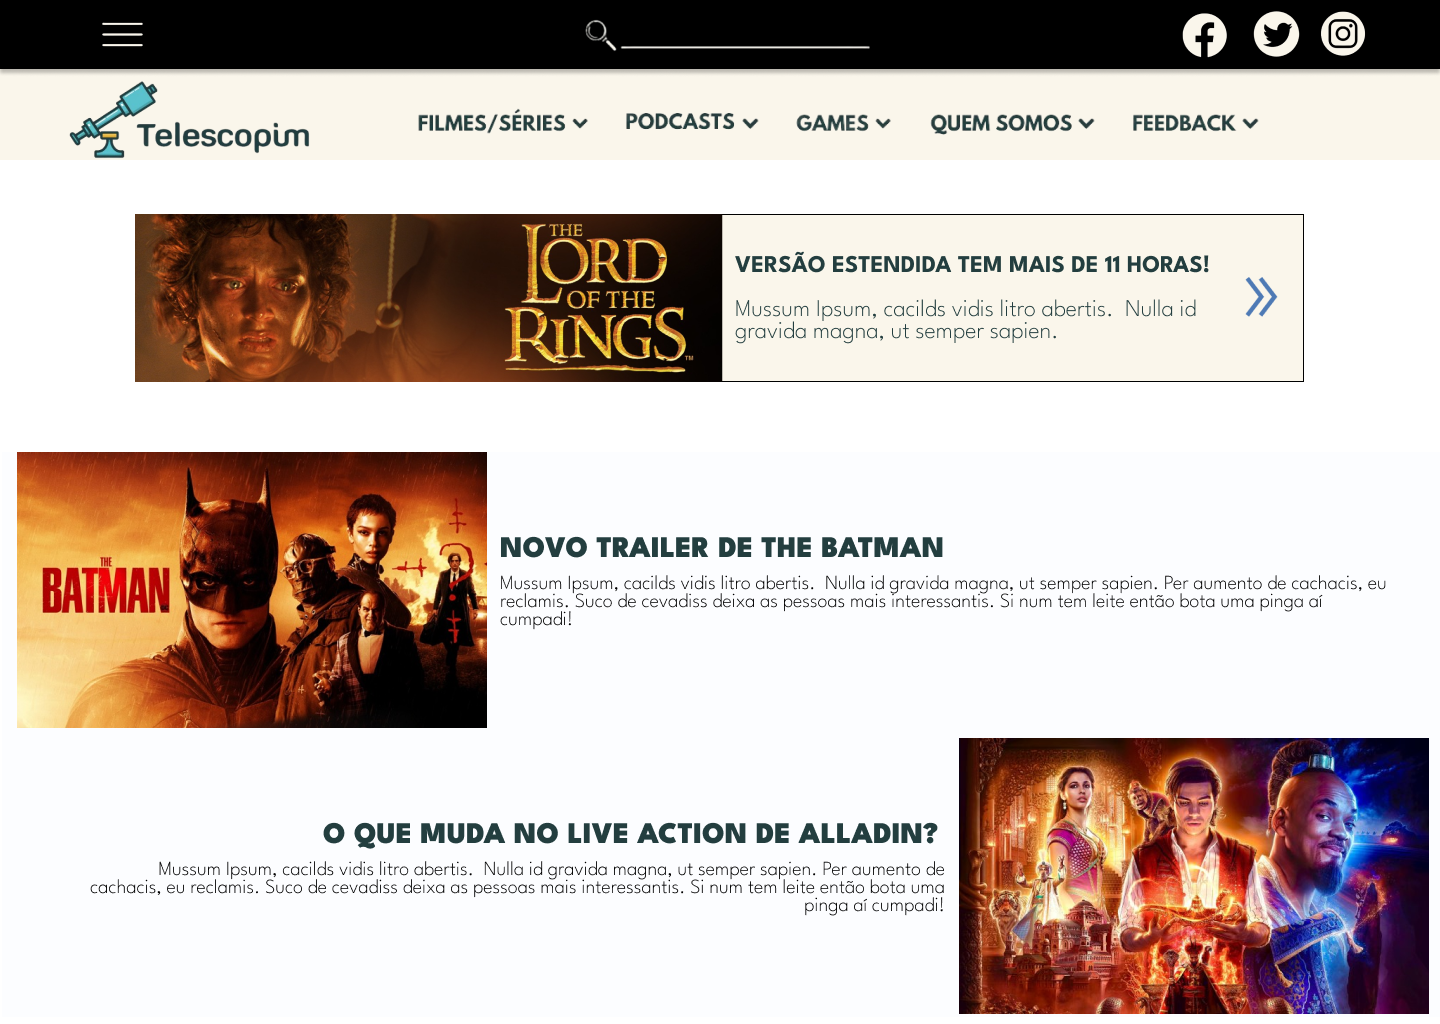 Telescopim
FILMES/SÉRIES
PODCASTS
GAMES
QUEM SOMOS
FEEDBACK
THE
LORD
OF THE
RINGS™
VERSÃO ESTENDIDA TEM MAIS DE 11 HORAS!
Mussum Ipsum, cacilds vidis litro abertis.  Nulla id
gravida magna, ut semper sapien.
THE
BATMAN
NOVO TRAILER DE THE BATMAN
Mussum Ipsum, cacilds vidis litro abertis.  Nulla id gravida magna, ut semper sapien. Per aumento de cachacis, eu
reclamis. Suco de cevadiss deixa as pessoas mais interessantis. Si num tem leite então bota uma pinga aí
cumpadi!
O QUE MUDA NO LIVE ACTION DE ALLADIN?
Mussum Ipsum, cacilds vidis litro abertis.  Nulla id gravida magna, ut semper sapien. Per aumento de
cachacis, eu reclamis. Suco de cevadiss deixa as pessoas mais interessantis. Si num tem leite então bota uma
pinga aí cumpadi!